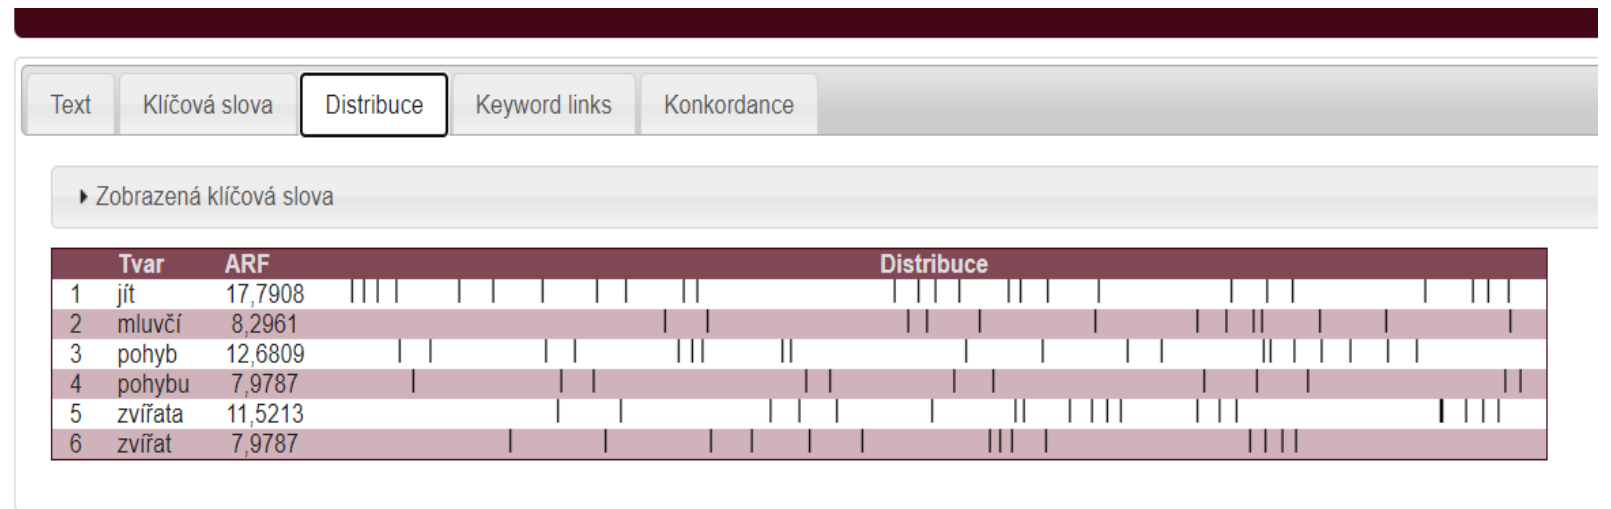 Text Klíčová slova Distribuce Keyword links Konkordance
Zobrazená klíčová slova
Tvar ARF Distribuce
1 jít 17,7908
2 mluvčí 8,2961
3 pohyb 12,6809
4 pohybu 7,9787
5 zvířata 11,5213
6 zvířat 7,9787